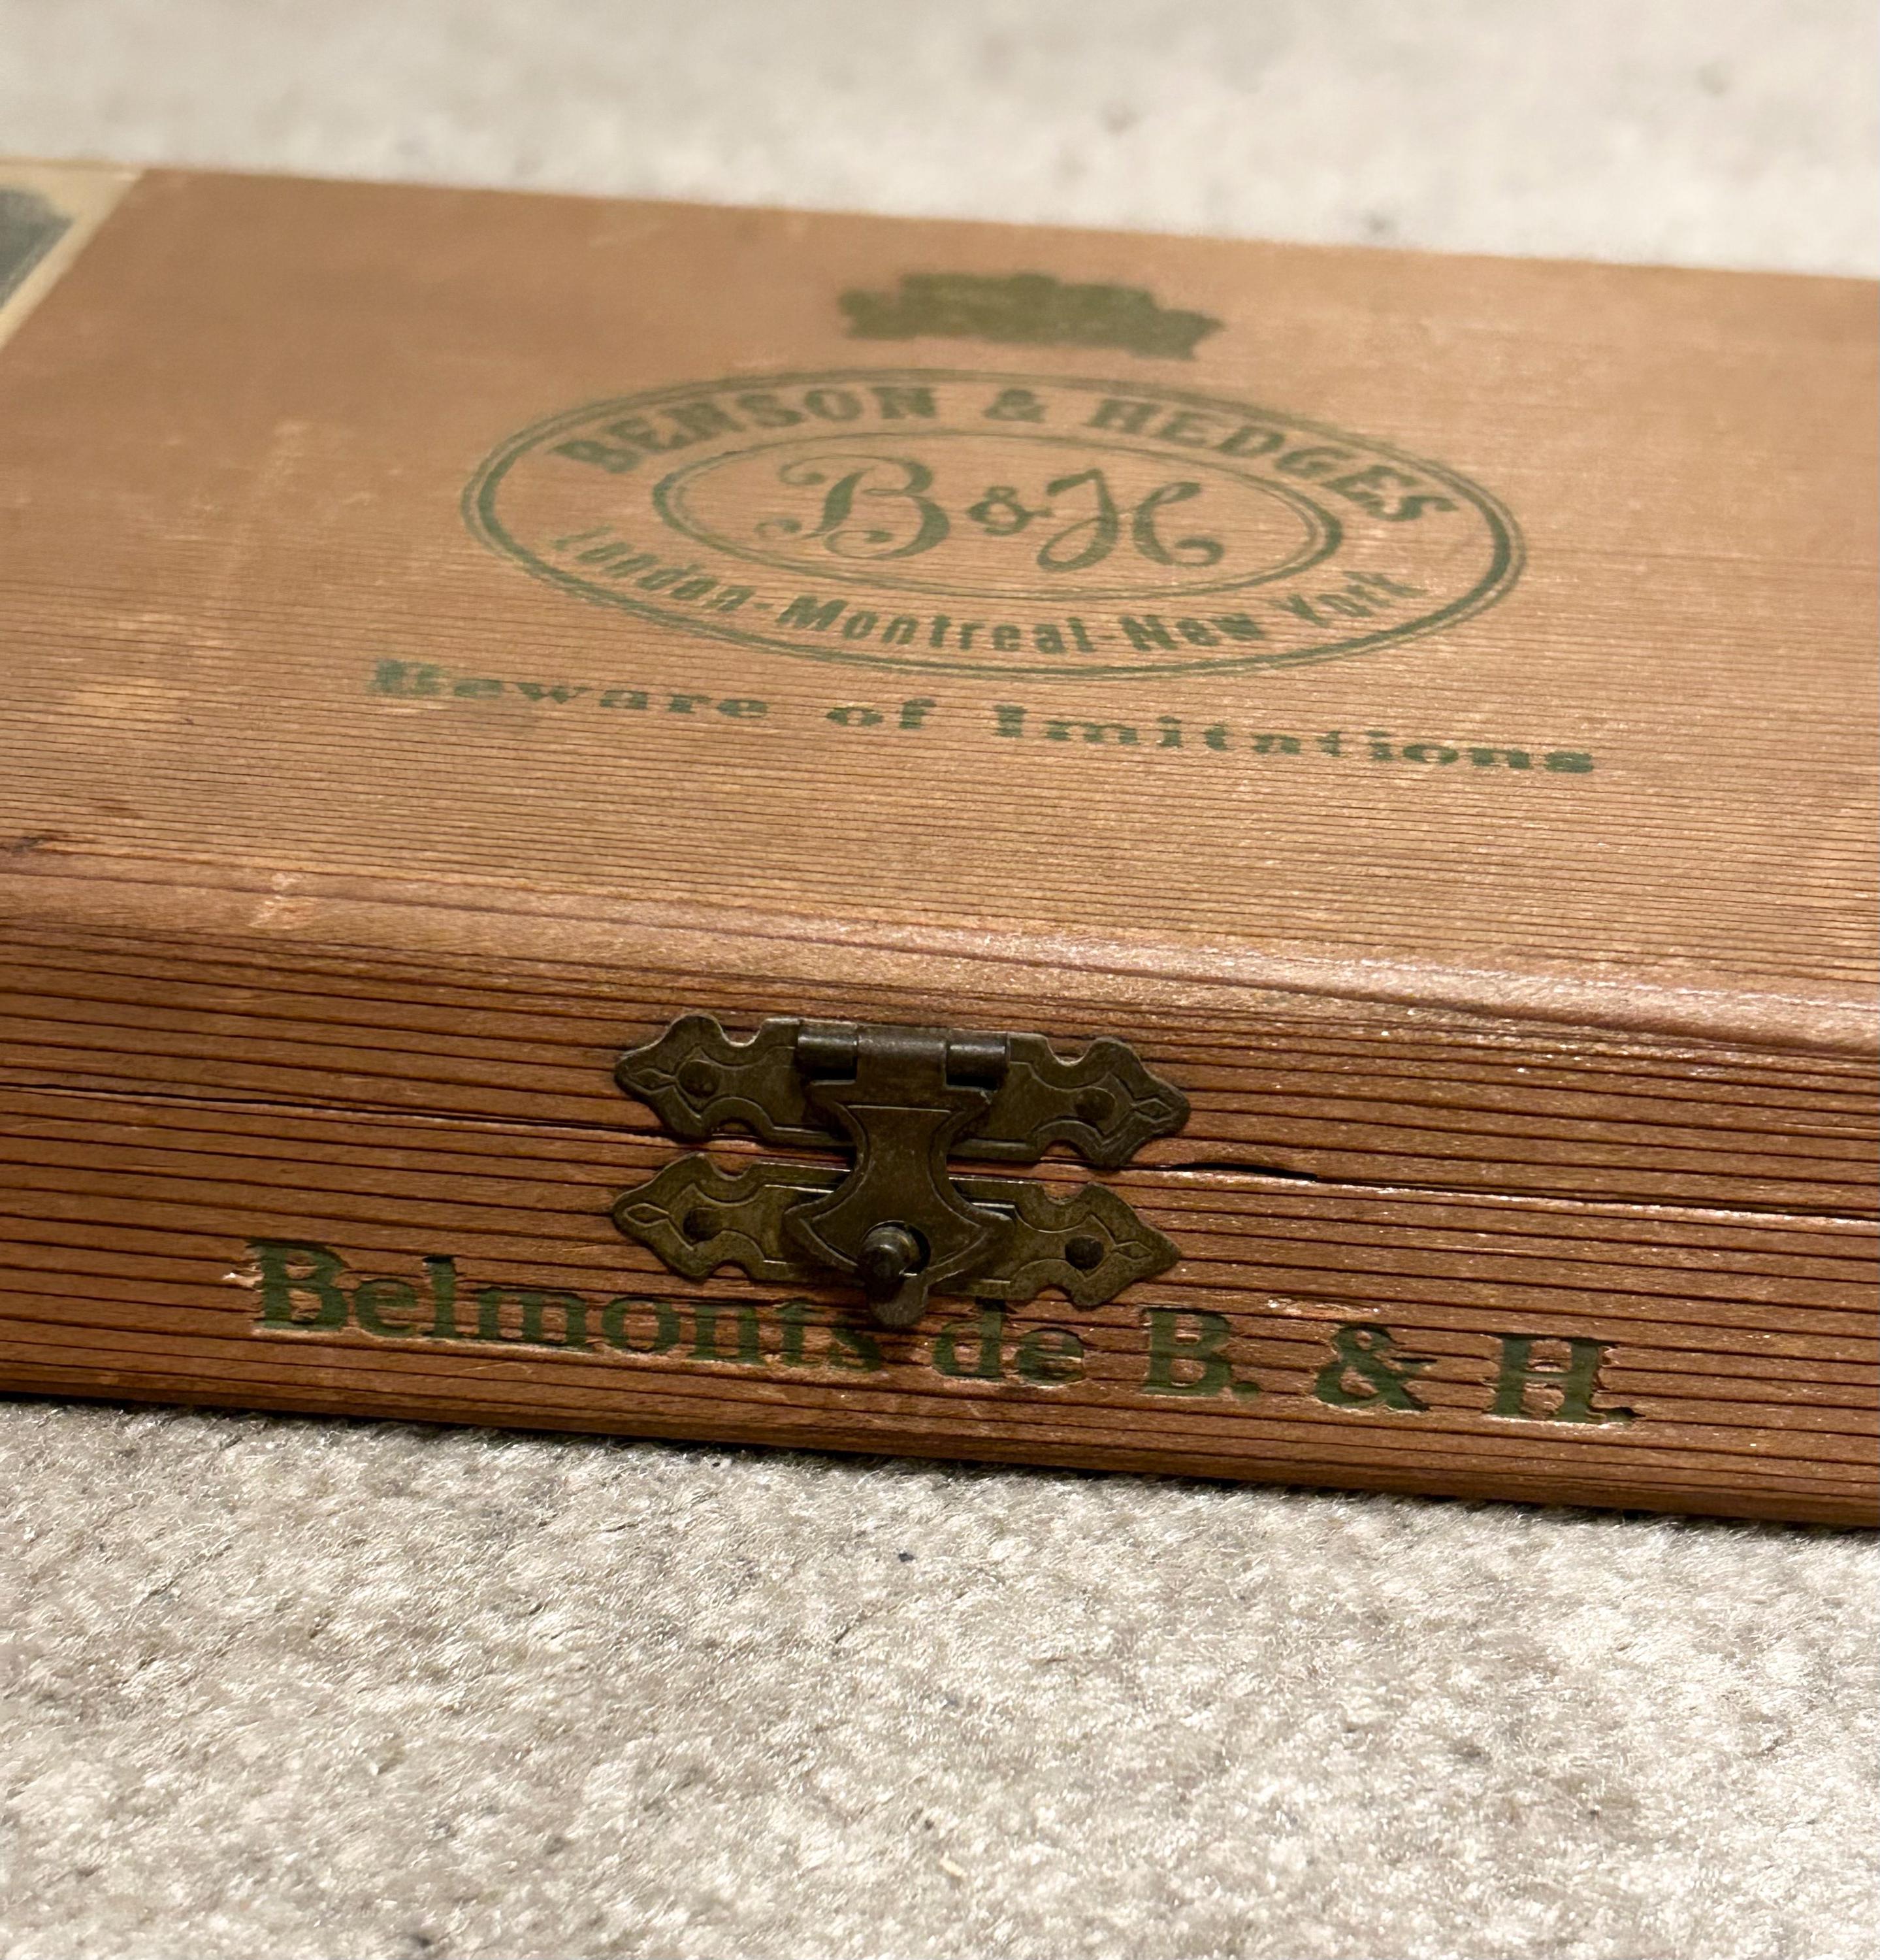 BENSON & HEDGES
B & H
London-Montreal-New York
Beware of Imitations
Belmonts de B. & H.